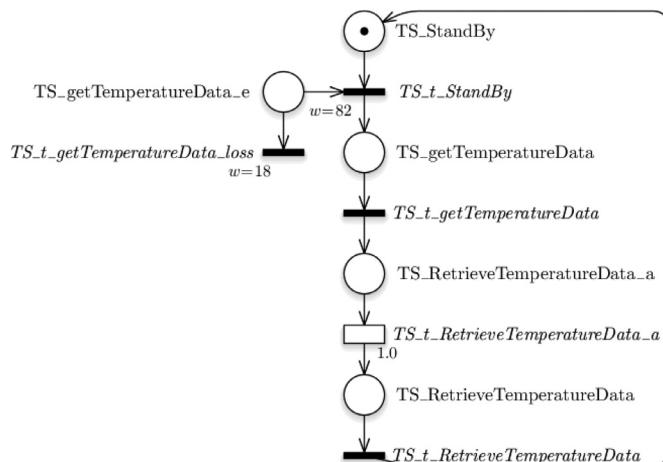 TS_StandBy
TS_getTemperatureData_e
TS_t_StandBy
w=82
TS_t_getTemperatureData_loss
TS_getTemperatureData
w=18
TS_t_getTemperatureData
TS_RetrieveTemperatureData_a
TS_t_RetrieveTemperatureData_a
1.0
TS_RetrieveTemperatureData
TS_t_RetrieveTemperatureData